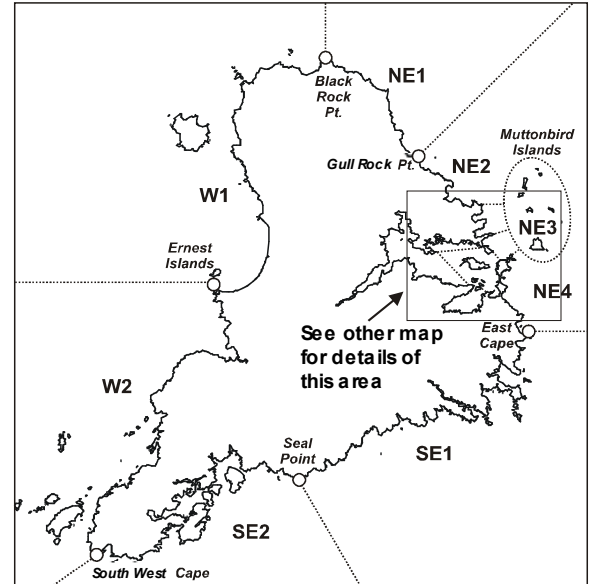 NE1
Black
Rock
Pt.
Muttonbird
Islands
Gull Rock Pt.
NE2
W1
NE3
Ernest
Islands
NE4
See other map
for details of
this area
East
Cape
W2
Seal
Point
SE1
SE2
South West Cape